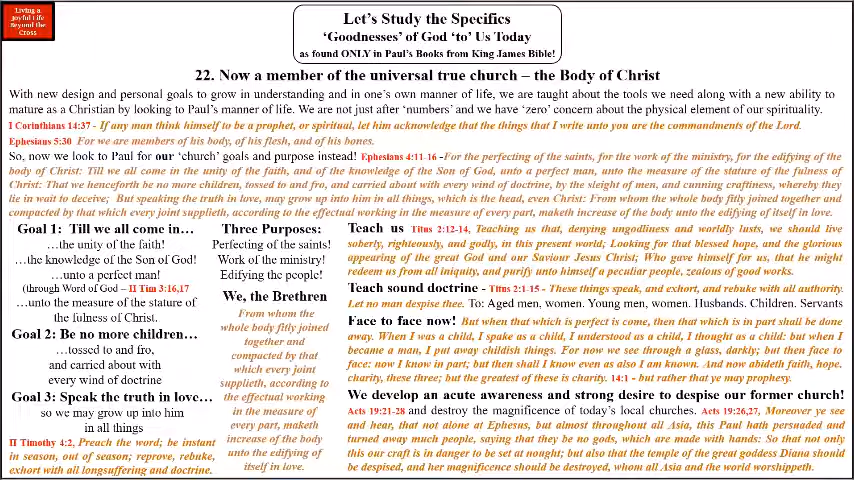 Living a
Joyful Life
Beyond the
Cross
Let's Study the Specifics
'Goodnesses' of God 'to' Us Today
as found ONLY in Paul's Books from King James Bible!
22. Now a member of the universal true church – the Body of Christ
With new design and personal goals to grow in understanding and in one's own manner of life, we are taught about the tools we need along with a new ability to
mature as a Christian by looking to Paul's manner of life. We are not just after 'numbers' and we have 'zero' concern about the physical element of our spirituality.
I Corinthians 14:37 - If any man think himself to be a prophet, or spiritual, let him acknowledge that the things that I write unto you are the commandments of the Lord.
Ephesians 5:30 For we are members of his body, of his flesh, and of his bones.
So, now we look to Paul for our 'church' goals and purpose instead! Ephesians 4:11-16 -For the perfecting of the saints, for the work of the ministry, for the edifying of the
body of Christ: Till we all come in the unity of the faith, and of the knowledge of the Son of God, unto a perfect man, unto the measure of the stature of the fulness of
Christ: That we henceforth be no more children, tossed to and fro, and carried about with every wind of doctrine, by the sleight of men, and cunning craftiness, whereby they
lie in wait to deceive; But speaking the truth in love, may grow up into him in all things, which is the head, even Christ: From whom the whole body fitly joined together and
compacted by that which every joint supplieth, according to the effectual working in the measure of every part, maketh increase of the body unto the edifying of itself in love.
Goal 1: Till we all come in…
…the unity of the faith!
…the knowledge of the Son of God!
…unto a perfect man!
(through Word of God – II Tim 3:16,17
…unto the measure of the stature of
the fulness of Christ.
Goal 2: Be no more children…
…tossed to and fro,
and carried about with
every wind of doctrine
Goal 3: Speak the truth in love…
so we may grow up into him
in all things
II Timothy 4:2, Preach the word; be instant
in season, out of season; reprove, rebuke,
exhort with all longsuffering and doctrine.
Three Purposes:
Perfecting of the saints!
Work of the ministry!
Edifying the people!
We, the Brethren
From whom the
whole body fitly joined
together and
compacted by that
which every joint
supplieth, according to
the effectual working
in the measure of
every part, maketh
increase of the body
unto the edifying of
itself in love.
Teach us Titus 2:12-14, Teaching us that, denying ungodliness and worldly lusts, we should live
soberly, righteously, and godly, in this present world; Looking for that blessed hope, and the glorious
appearing of the great God and our Saviour Jesus Christ; Who gave himself for us, that he might
redeem us from all iniquity, and purify unto himself a peculiar people, zealous of good works.
Teach sound doctrine - Titus 2:1-15 - These things speak, and exhort, and rebuke with all authority.
Let no man despise thee. To: Aged men, women. Young men, women. Husbands. Children. Servants
Face to face now! But when that which is perfect is come, then that which is in part shall be done
away. When I was a child, I spake as a child, I understood as a child, I thought as a child: but when I
became a man, I put away childish things. For now we see through a glass, darkly; but then face to
face: now I know in part; but then shall I know even as also I am known. And now abideth faith, hope,
charity, these three; but the greatest of these is charity. 14:1 - but rather that ye may prophesy.
We develop an acute awareness and strong desire to despise our former church!
Acts 19:21-28 and destroy the magnificence of today's local churches. Acts 19:26,27, Moreover ye see
and hear, that not alone at Ephesus, but almost throughout all Asia, this Paul hath persuaded and
turned away much people, saying that they be no gods, which are made with hands: So that not only
this our craft is in danger to be set at nought; but also that the temple of the great goddess Diana should
be despised, and her magnificence should be destroyed, whom all Asia and the world worshippeth.